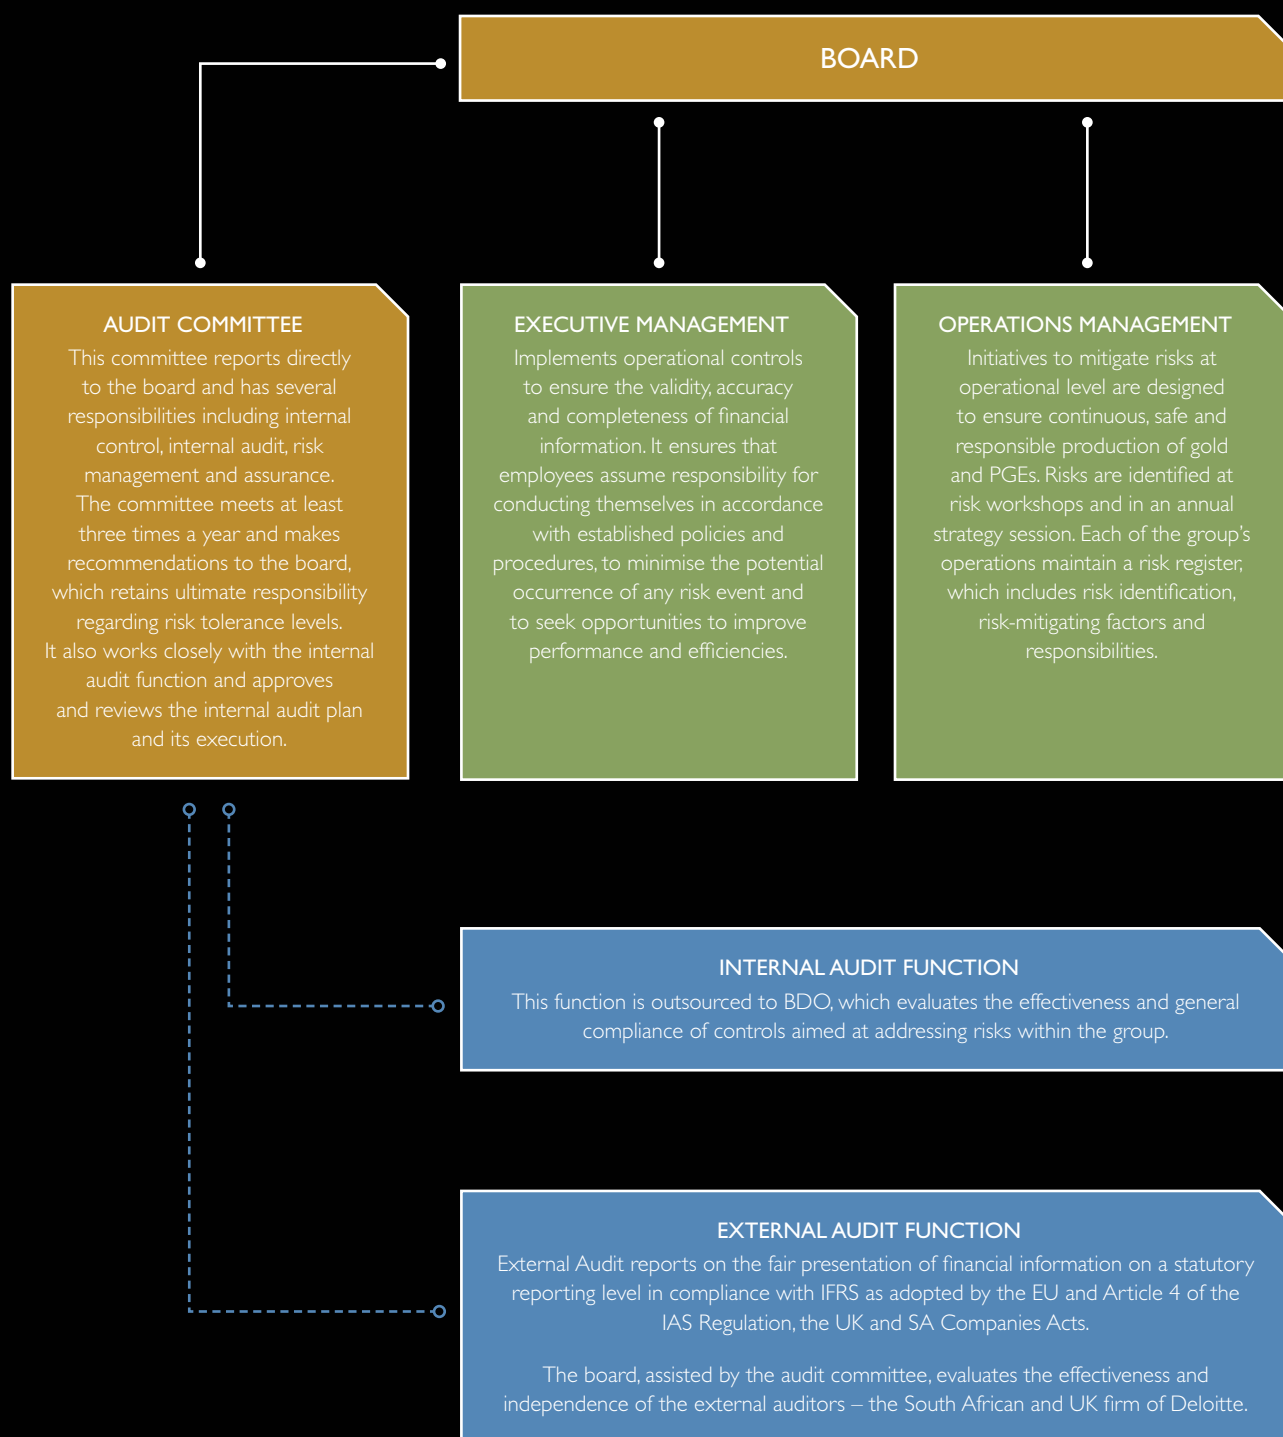 BOARD
AUDIT COMMITTEE
This committee reports directly
to the board and has several
responsibilities including internal
control, internal audit, risk
management and assurance.
The committee meets at least
three times a year and makes
recommendations to the board,
which retains ultimate responsibility
regarding risk tolerance levels.
It also works closely with the internal
audit function and approves
and reviews the internal audit plan
and its execution.
EXECUTIVE MANAGEMENT
Implements operational controls
to ensure the validity, accuracy
and completeness of financial
information. It ensures that
employees assume responsibility for
conducting themselves in accordance
with established policies and
procedures, to minimise the potential
occurrence of any risk event and
to seek opportunities to improve
performance and efficiencies.
OPERATIONS MANAGEMENT
Initiatives to mitigate risks at
operational level are designed
to ensure continuous, safe and
responsible production of gold
and PGEs. Risks are identified at
risk workshops and in an annual
strategy session. Each of the group's
operations maintain a risk register,
which includes risk identification,
risk-mitigating factors and
responsibilities.
INTERNAL AUDIT FUNCTION
This function is outsourced to BDO, which evaluates the effectiveness and general
compliance of controls aimed at addressing risks within the group.
EXTERNAL AUDIT FUNCTION
External Audit reports on the fair presentation of financial information on a statutory
reporting level in compliance with IFRS as adopted by the EU and Article 4 of the
IAS Regulation, the UK and SA Companies Acts.
The board, assisted by the audit committee, evaluates the effectiveness and
independence of the external auditors – the South African and UK firm of Deloitte.